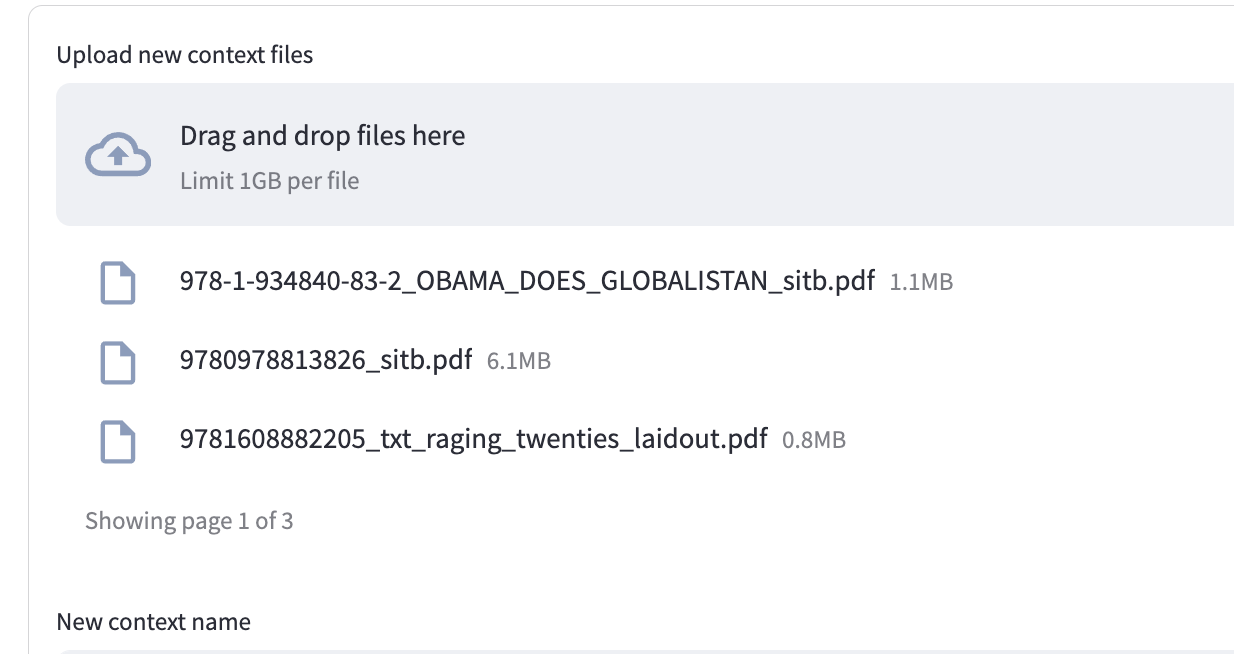 Upload new context files
Drag and drop files here
Limit 1GB per file
978-1-934840-83-2_OBAMA_DOES_GLOBALISTAN_sitb.pdf 1.1MB
9780978813826_sitb.pdf 6.1MB
9781608882205_txt_raging_twenties_laidout.pdf 0.8MB
Showing page 1 of 3
New context name